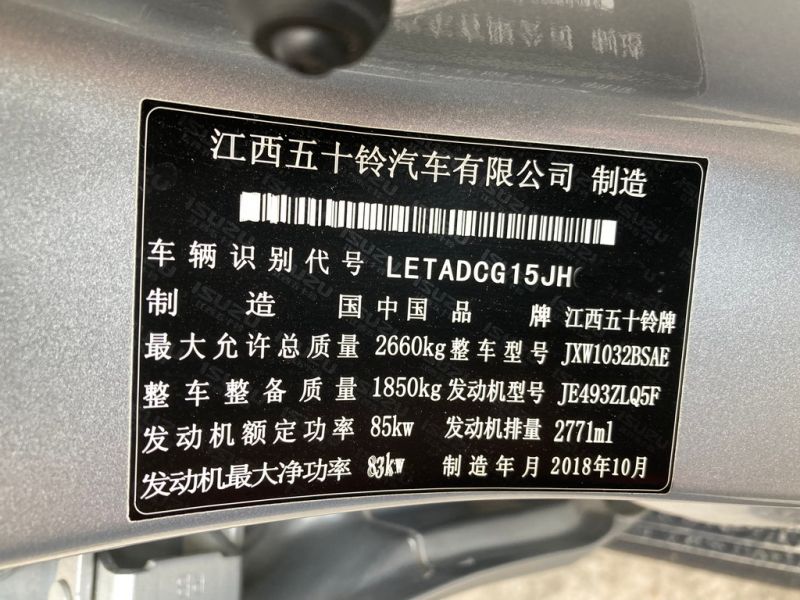 江西五十铃汽车有限公司 制造
车辆识别代号 LETADCG15JH
制造国 中国 品牌 江西五十铃牌
最大允许总质量 2660kg 整车型号 JXW1032BSAE
整车整备质量 1850kg 发动机型号 JE493ZLQ5F
发动机额定功率 85kw 发动机排量 2771ml
发动机最大净功率 83kw 制造年月 2018年10月